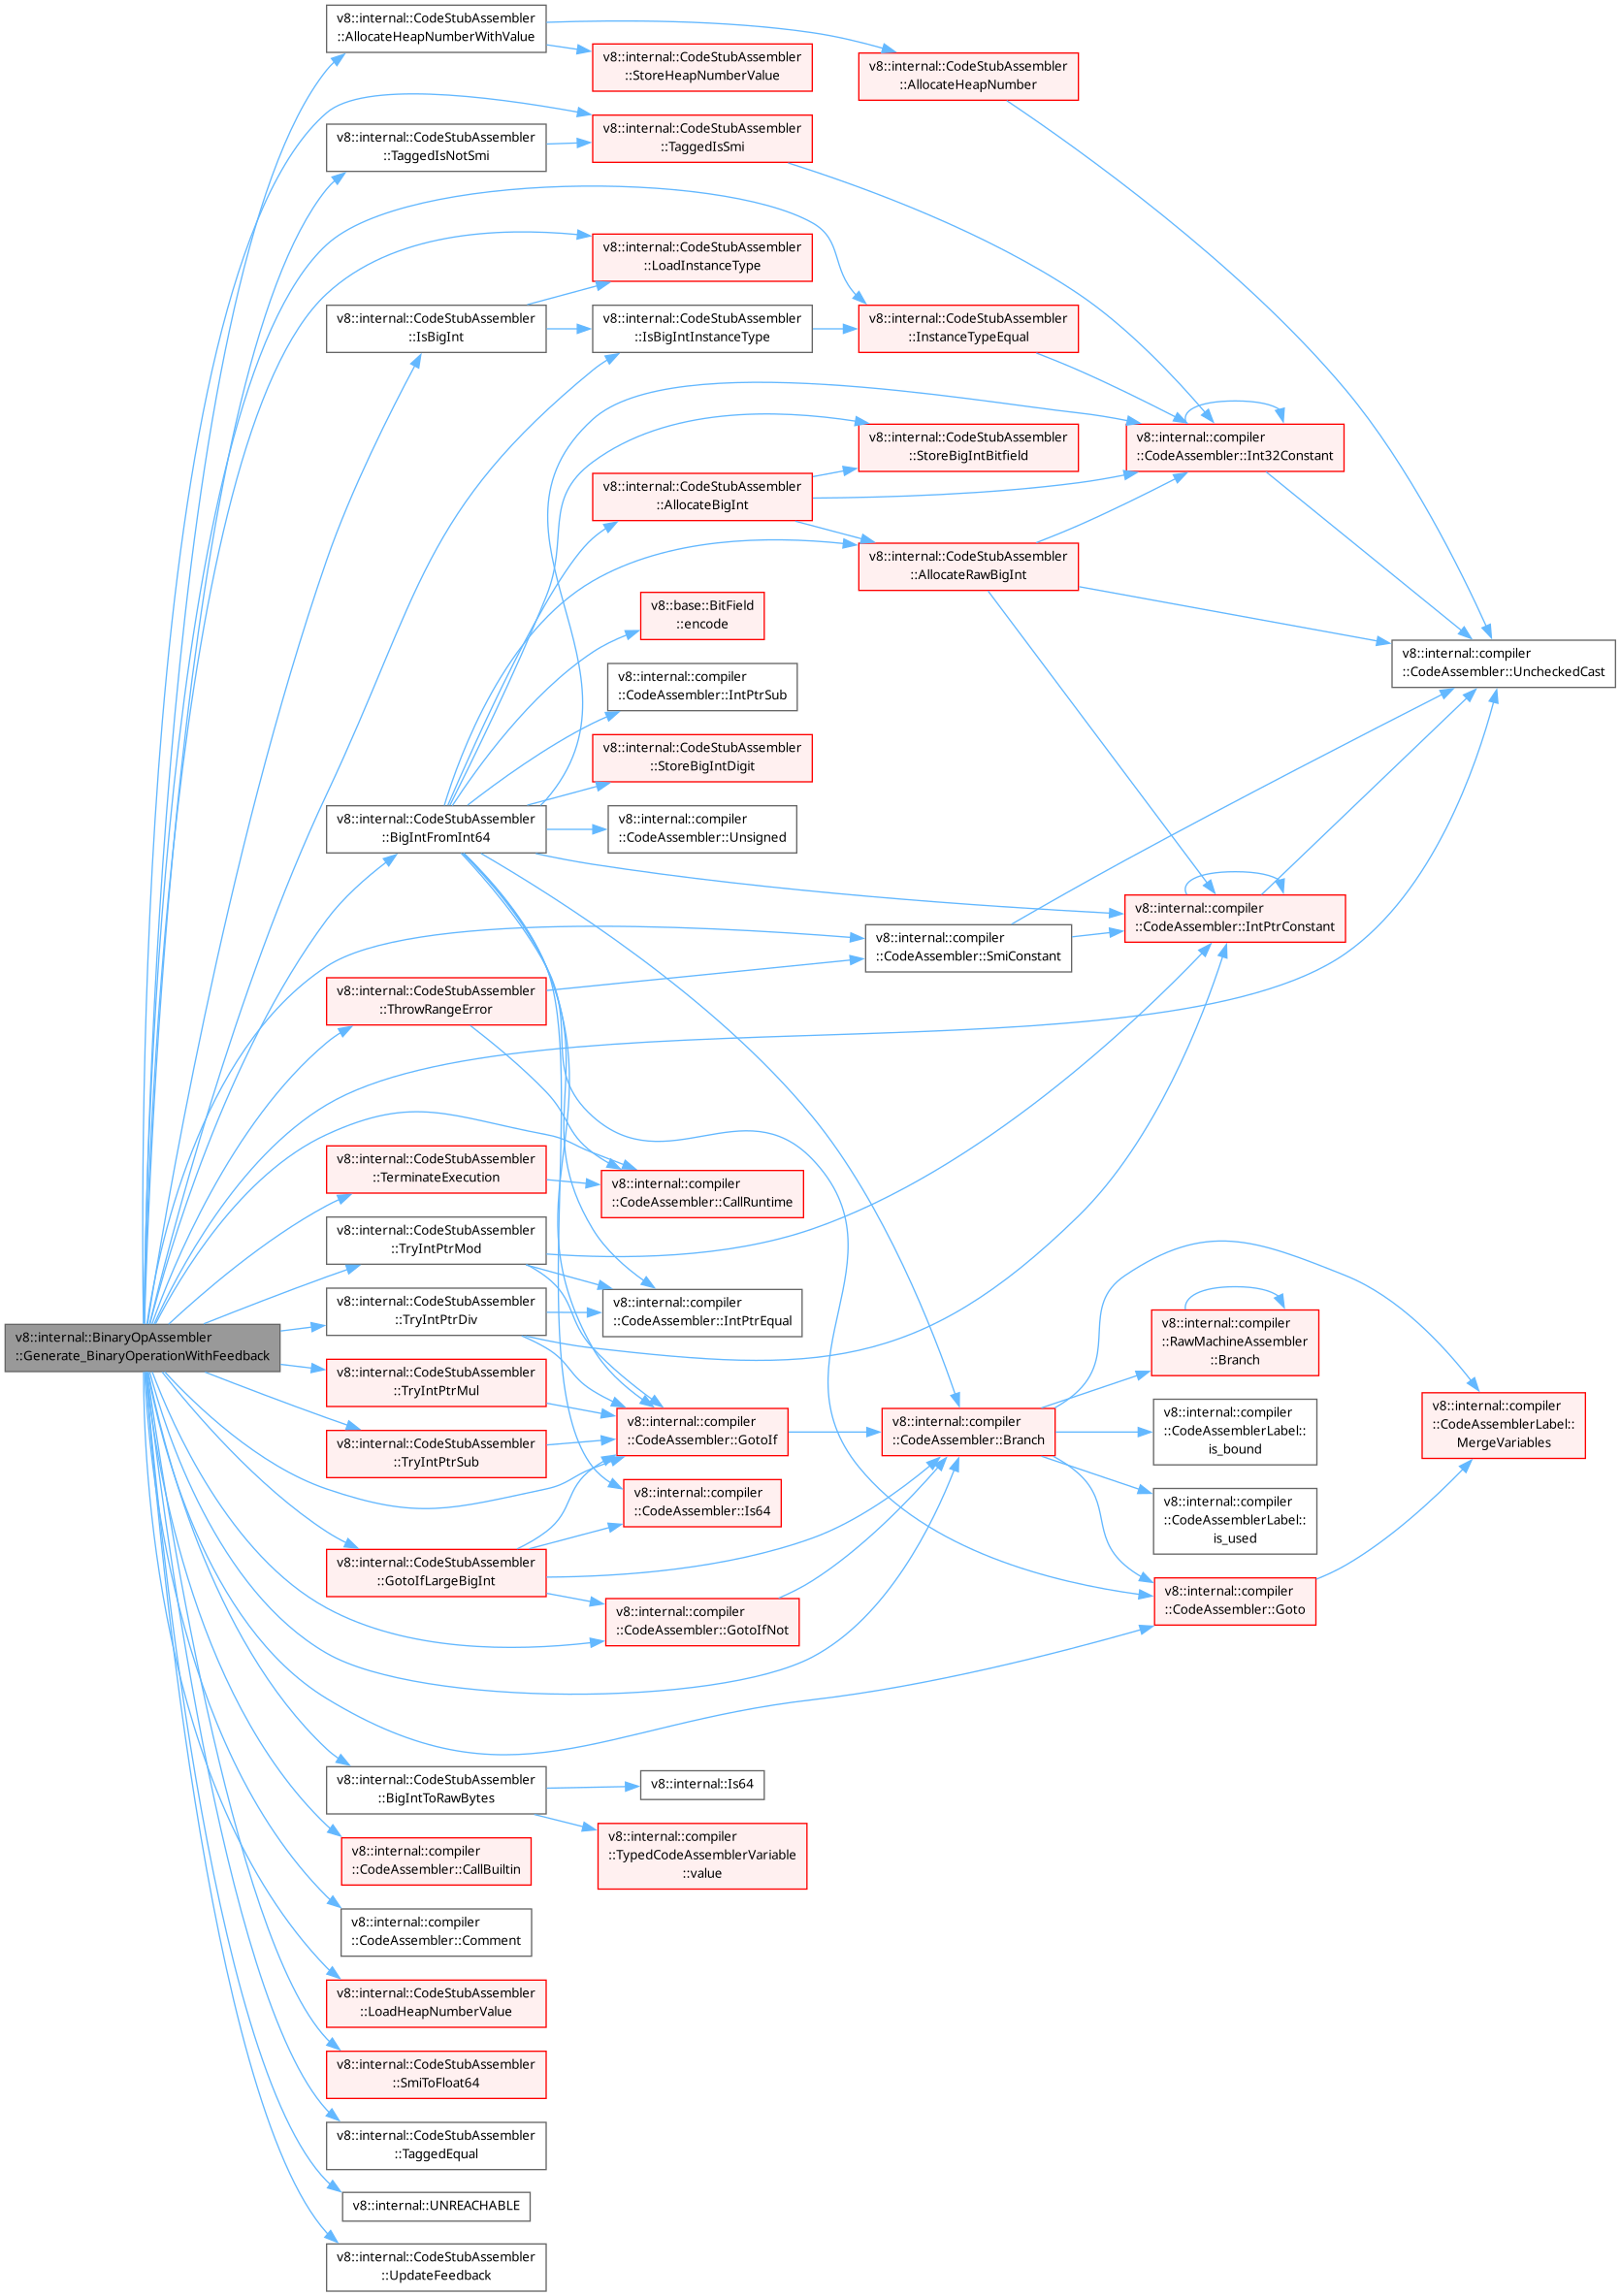 v8::internal::CodeStubAssembler
::AllocateHeapNumberWithValue
v8::internal::CodeStubAssembler
::StoreHeapNumberValue
v8::internal::CodeStubAssembler
::AllocateHeapNumber
v8::internal::CodeStubAssembler
::TaggedIsNotSmi
v8::internal::CodeStubAssembler
::TaggedIsSmi
v8::internal::CodeStubAssembler
::LoadInstanceType
v8::internal::CodeStubAssembler
::IsBigInt
v8::internal::CodeStubAssembler
::IsBigIntInstanceType
v8::internal::CodeStubAssembler
::InstanceTypeEqual
v8::internal::CodeStubAssembler
::StoreBigIntBitfield
v8::internal::compiler
::CodeAssembler::Int32Constant
v8::internal::CodeStubAssembler
::AllocateBigInt
v8::internal::CodeStubAssembler
::AllocateRawBigInt
v8::base::BitField
::encode
v8::internal::compiler
::CodeAssembler::UncheckedCast
v8::internal::compiler
::CodeAssembler::IntPtrSub
v8::internal::CodeStubAssembler
::StoreBigIntDigit
v8::internal::CodeStubAssembler
::BigIntFromInt64
v8::internal::compiler
::CodeAssembler::Unsigned
v8::internal::compiler
::CodeAssembler::IntPtrConstant
v8::internal::compiler
::CodeAssembler::SmiConstant
v8::internal::CodeStubAssembler
::ThrowRangeError
v8::internal::CodeStubAssembler
::TerminateExecution
v8::internal::compiler
::CodeAssembler::CallRuntime
v8::internal::CodeStubAssembler
::TryIntPtrMod
v8::internal::CodeStubAssembler
::TryIntPtrDiv
v8::internal::compiler
::CodeAssembler::IntPtrEqual
v8::internal::BinaryOpAssembler
::Generate_BinaryOperationWithFeedback
v8::internal::compiler
::RawMachineAssembler
::Branch
v8::internal::CodeStubAssembler
::TryIntPtrMul
v8::internal::CodeStubAssembler
::TryIntPtrSub
v8::internal::compiler
::CodeAssembler::GotoIf
v8::internal::compiler
::CodeAssembler::Branch
v8::internal::compiler
::CodeAssemblerLabel::
is_bound
v8::internal::compiler
::CodeAssemblerLabel::
MergeVariables
v8::internal::compiler
::CodeAssembler::Is64
v8::internal::compiler
::CodeAssemblerLabel::
is_used
v8::internal::CodeStubAssembler
::GotoIfLargeBigInt
v8::internal::compiler
::CodeAssembler::GotoIfNot
v8::internal::compiler
::CodeAssembler::Goto
v8::internal::CodeStubAssembler
::BigIntToRawBytes
v8::internal::Is64
v8::internal::compiler
::TypedCodeAssemblerVariable
::value
v8::internal::compiler
::CodeAssembler::CallBuiltin
v8::internal::compiler
::CodeAssembler::Comment
v8::internal::CodeStubAssembler
::LoadHeapNumberValue
v8::internal::CodeStubAssembler
::SmiToFloat64
v8::internal::CodeStubAssembler
::TaggedEqual
v8::internal::UNREACHABLE
v8::internal::CodeStubAssembler
::UpdateFeedback